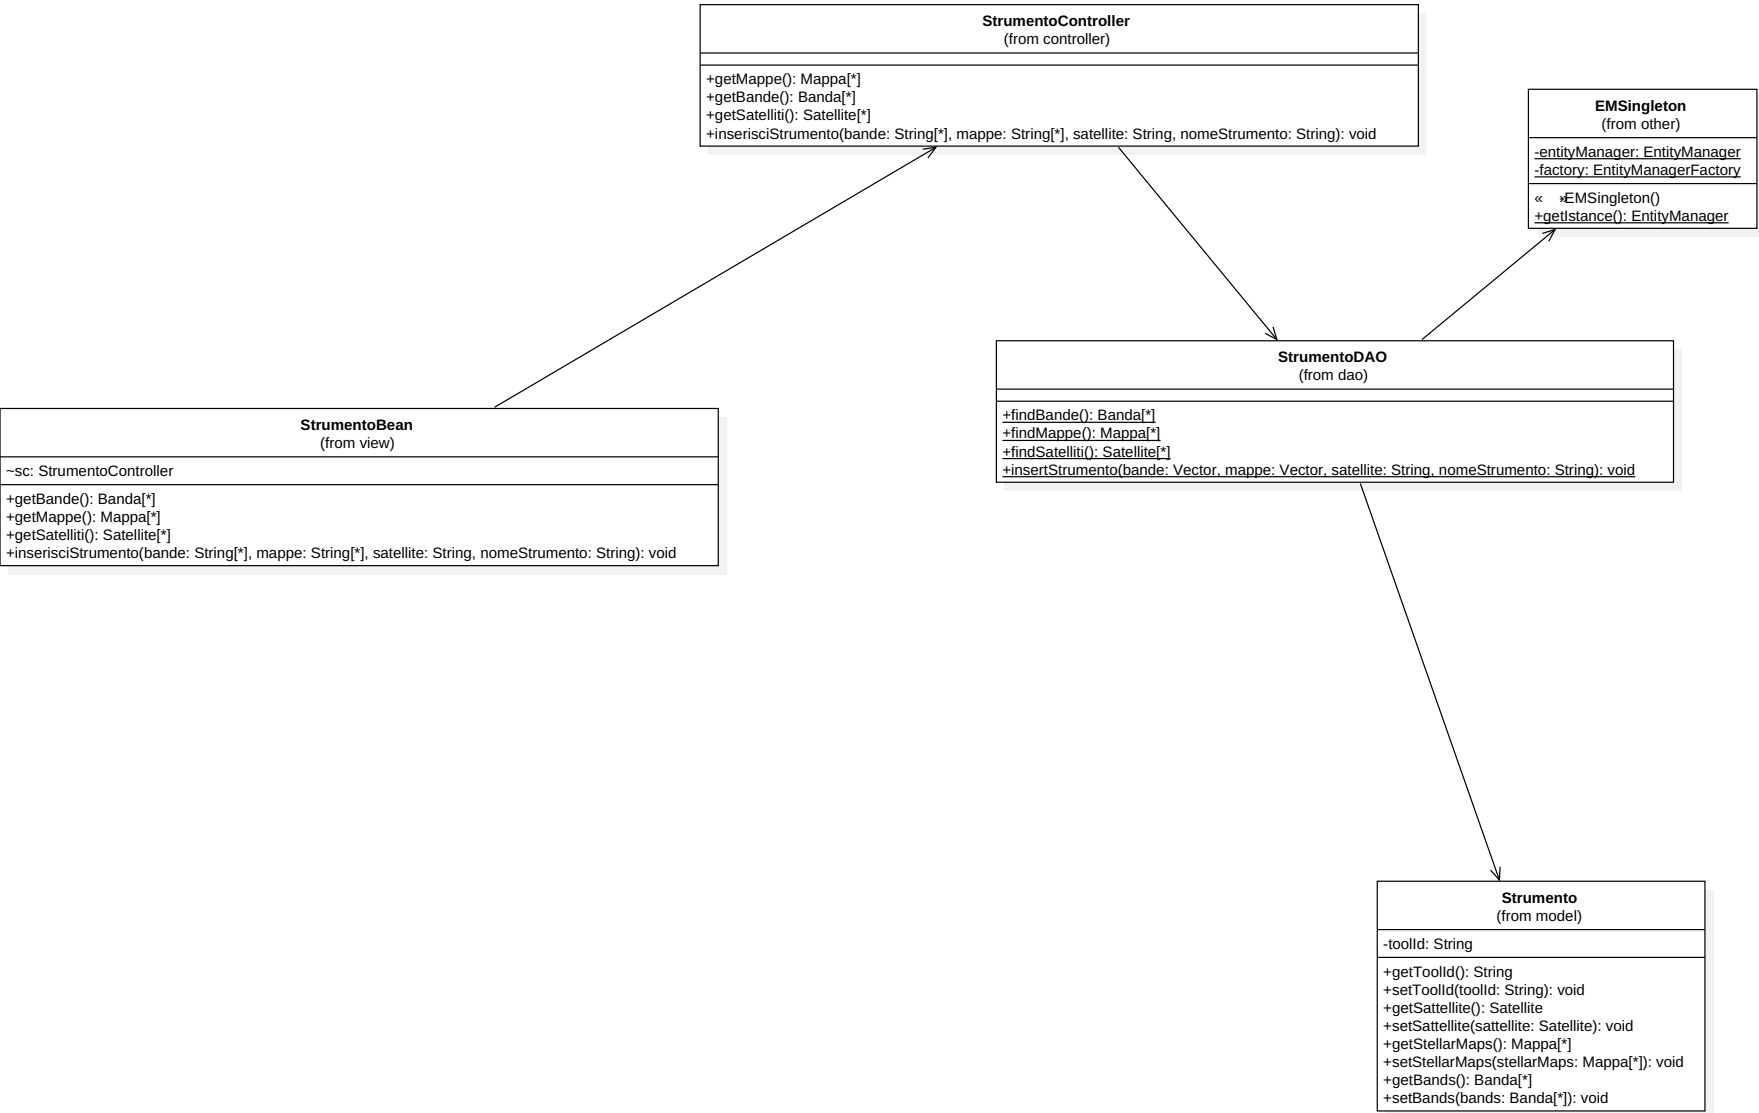 StrumentoController
(from controller)
+getMappe(): Mappa[*]
+getBande(): Banda[*]
+getSatelliti(): Satellite[*]
+inserisciStrumento(bande: String[*], mappe: String[*], satellite: String, nomeStrumento: String): void
EMSingleton
(from other)
-entityManager: EntityManager
-factory: EntityManagerFactory
« »EMSingleton()
+getIstance(): EntityManager
StrumentoDAO
(from dao)
+findBande(): Banda[*]
+findMappe(): Mappa[*]
+findSatelliti(): Satellite[*]
+insertStrumento(bande: Vector, mappe: Vector, satellite: String, nomeStrumento: String): void
StrumentoBean
(from view)
~sc: StrumentoController
+getBande(): Banda[*]
+getMappe(): Mappa[*]
+getSatelliti(): Satellite[*]
+inserisciStrumento(bande: String[*], mappe: String[*], satellite: String, nomeStrumento: String): void
Strumento
(from model)
-toolId: String
+getToolId(): String
+setToolId(toolId: String): void
+getSattellite(): Satellite
+setSattellite(sattellite: Satellite): void
+getStellarMaps(): Mappa[*]
+setStellarMaps(stellarMaps: Mappa[*]): void
+getBands(): Banda[*]
+setBands(bands: Banda[*]): void